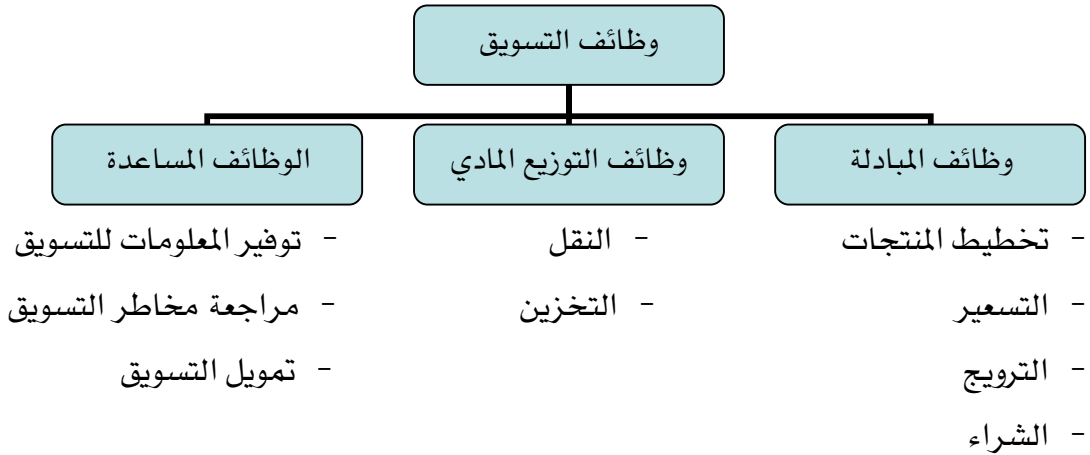 وظائف التسويق
وظائف المبادلة
- تخطيط المنتجات
- التسعير
- الترويج
- الشراء
وظائف التوزيع المادي
- النقل
- التخزين
الوظائف المساعدة
- توفير المعلومات للتسويق
- مراجعة مخاطر التسويق
- تمويل التسويق